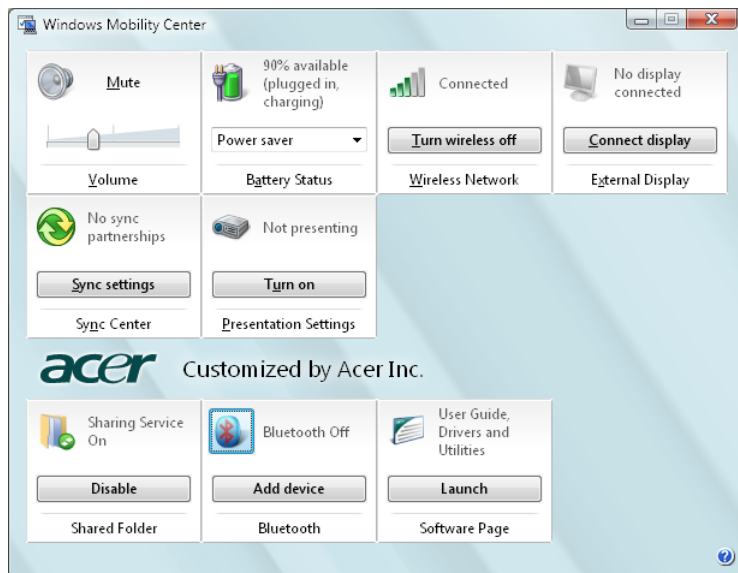 Windows Mobility Center
Mute
Volume
90% available
(plugged in,
charging)
Power saver
Battery Status
Connected
Turn wireless off
Wireless Network
No display
connected
Connect display
External Display
No sync
partnerships
Sync settings
Sync Center
Not presenting
Turn on
Presentation Settings
acer Customized by Acer Inc.
Sharing Service
On
Disable
Shared Folder
Bluetooth Off
Add device
Bluetooth
User Guide,
Drivers and
Utilities
Launch
Software Page